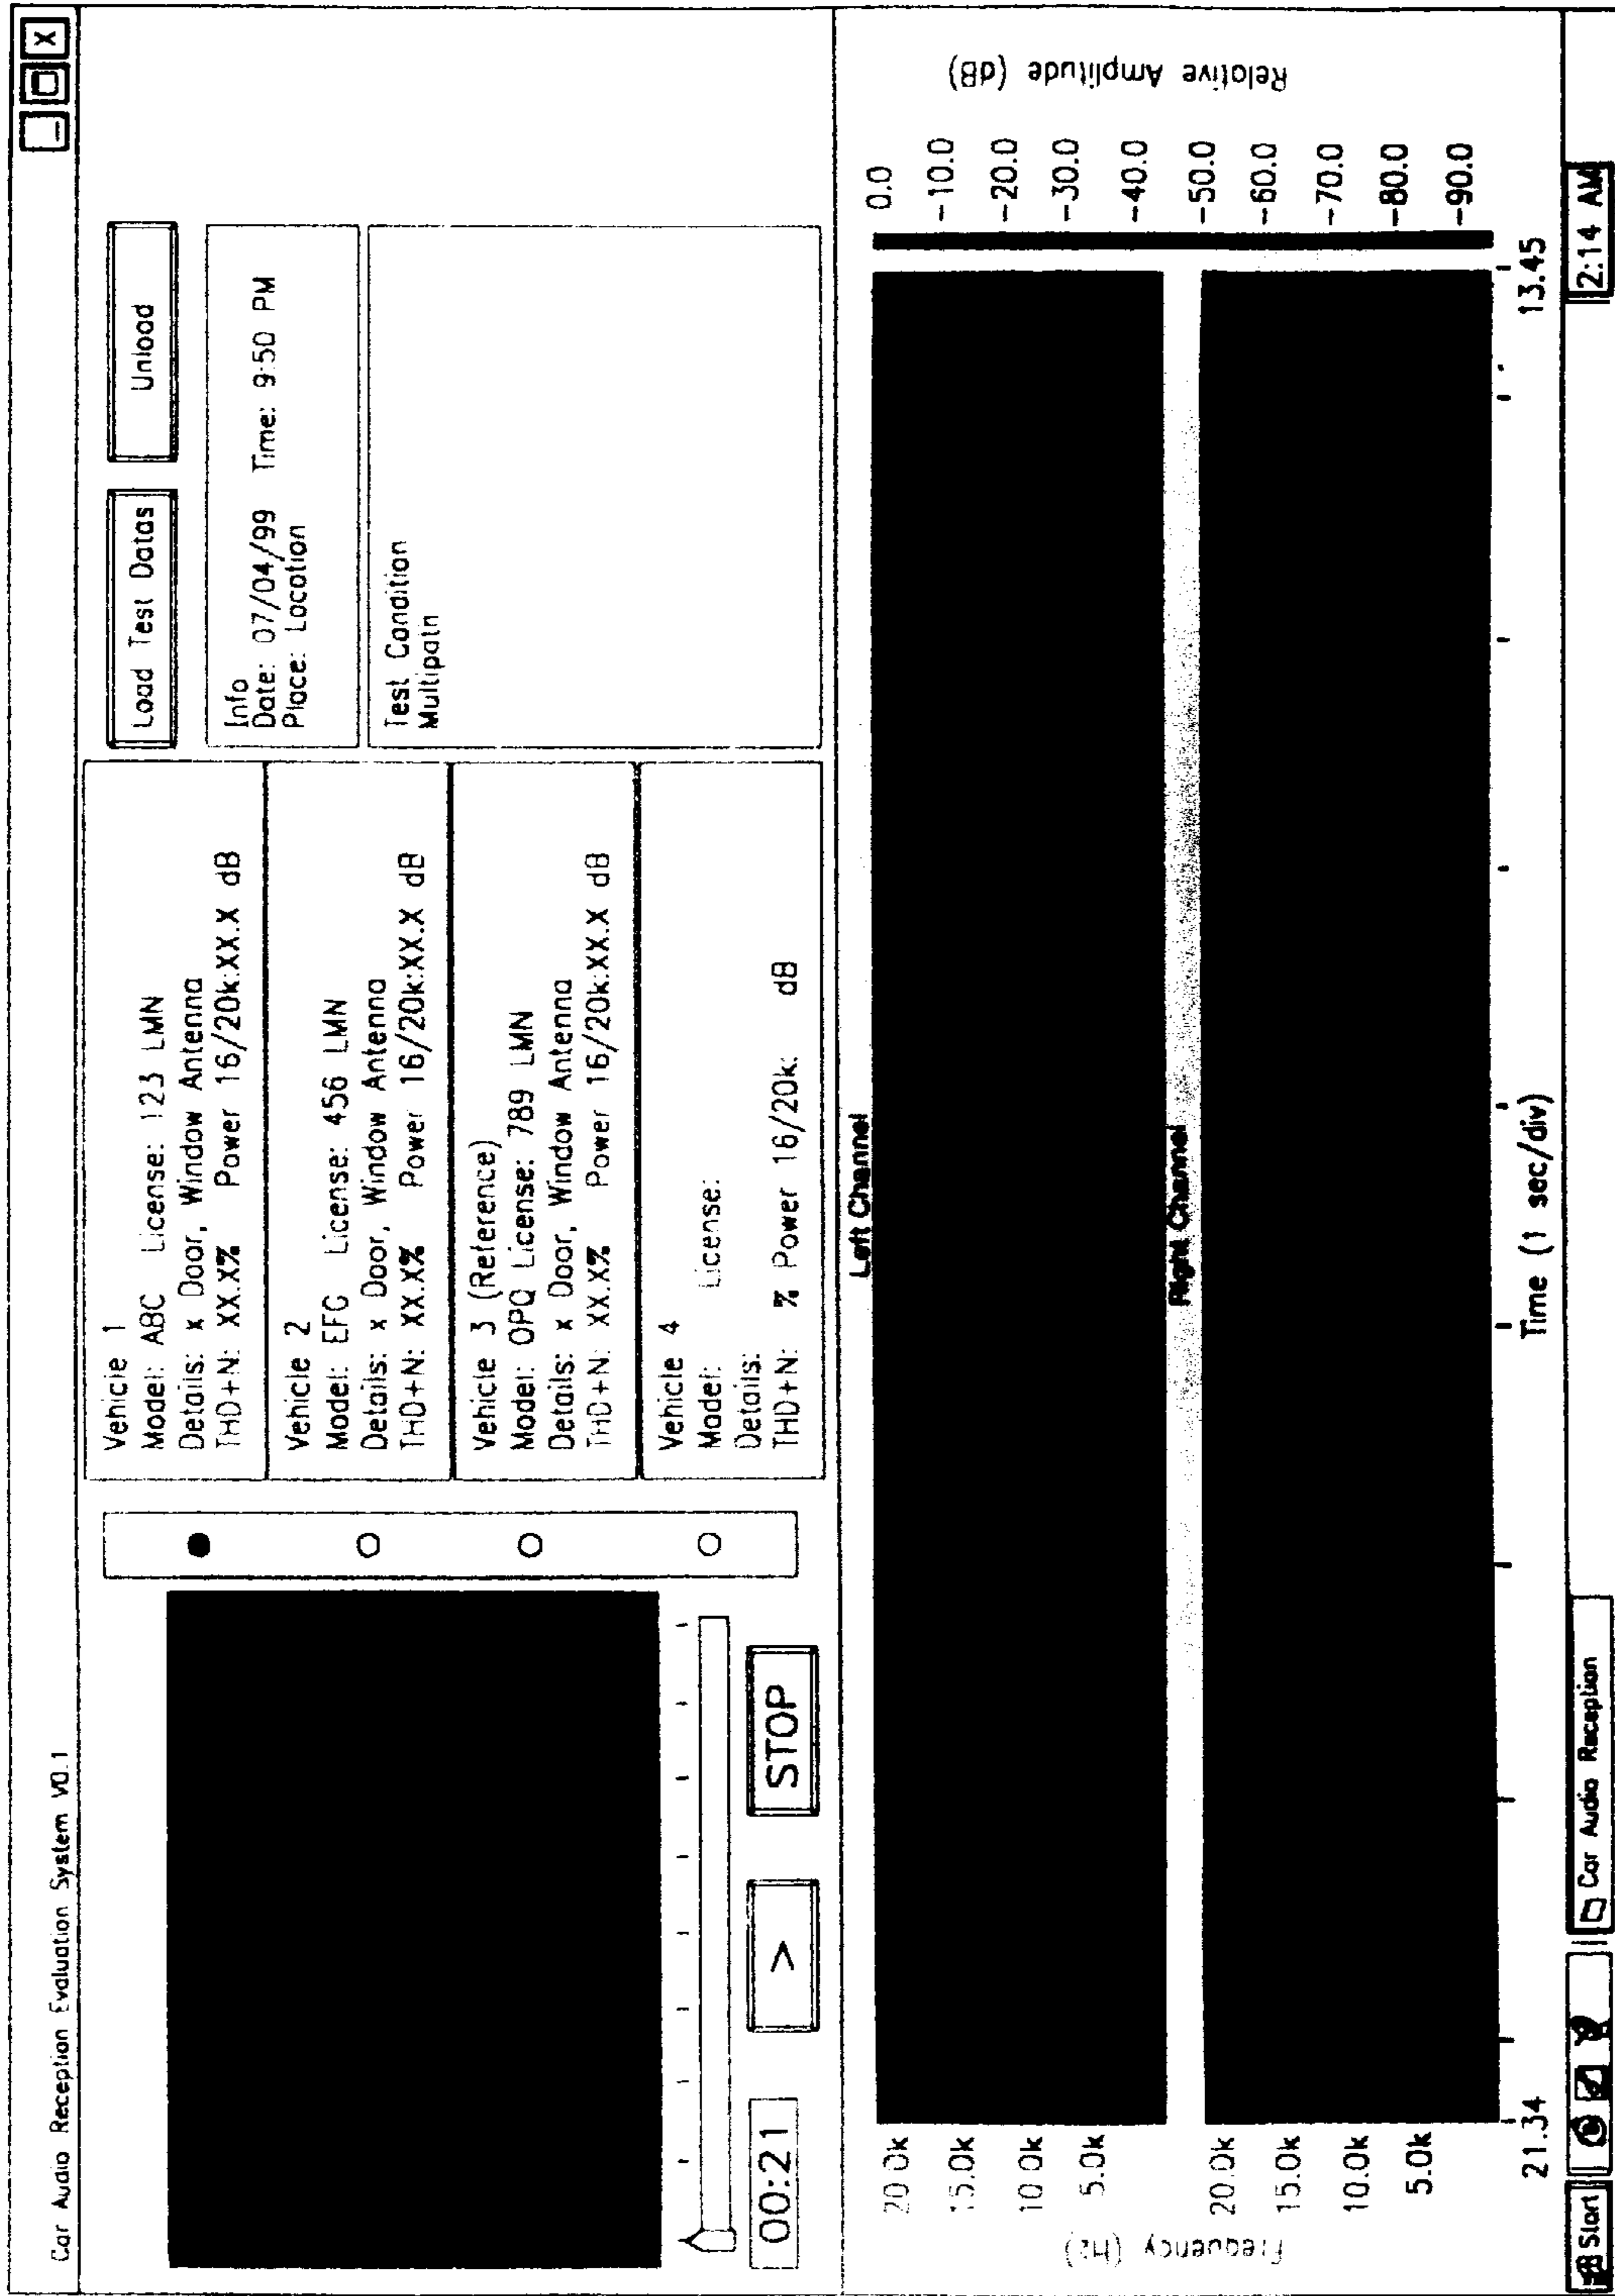 Car Audio Reception Evaluation System V0.1
_ X
00:21
>
STOP
Vehicle 1
Model: ABC License: 123 LMN
Details: x Door, Window Antenna
THD+N: XX.X% Power 16/20k:XX.X dB
Vehicle 2
Model: EFG License: 456 LMN
Details: x Door, Window Antenna
THD+N: XX.X% Power 16/20k:XX.X dB
Vehicle 3 (Reference)
Model: OPQ License: 789 LMN
Details: x Door, Window Antenna
THD+N: XX.X% Power 16/20k:XX.X dB
Vehicle 4
Model: License:
Details:
THD+N: % Power 16/20k: dB
Load Test Datas
Unload
Info
Date: 07/04/99 Time: 9:50 PM
Place: Location
Test Condition
Multipath
Left Channel
Right Channel
Frequency (hz)
20.0k
15.0k
10.0k
5.0k
20.0k
15.0k
10.0k
5.0k
0.0
-10.0
-20.0
-30.0
-40.0
-50.0
-60.0
-70.0
-80.0
-90.0
Relative Amplitude (dB)
21.34
13.45
Time (1 sec/div)
Start
Car Audio Reception
2:14 AM